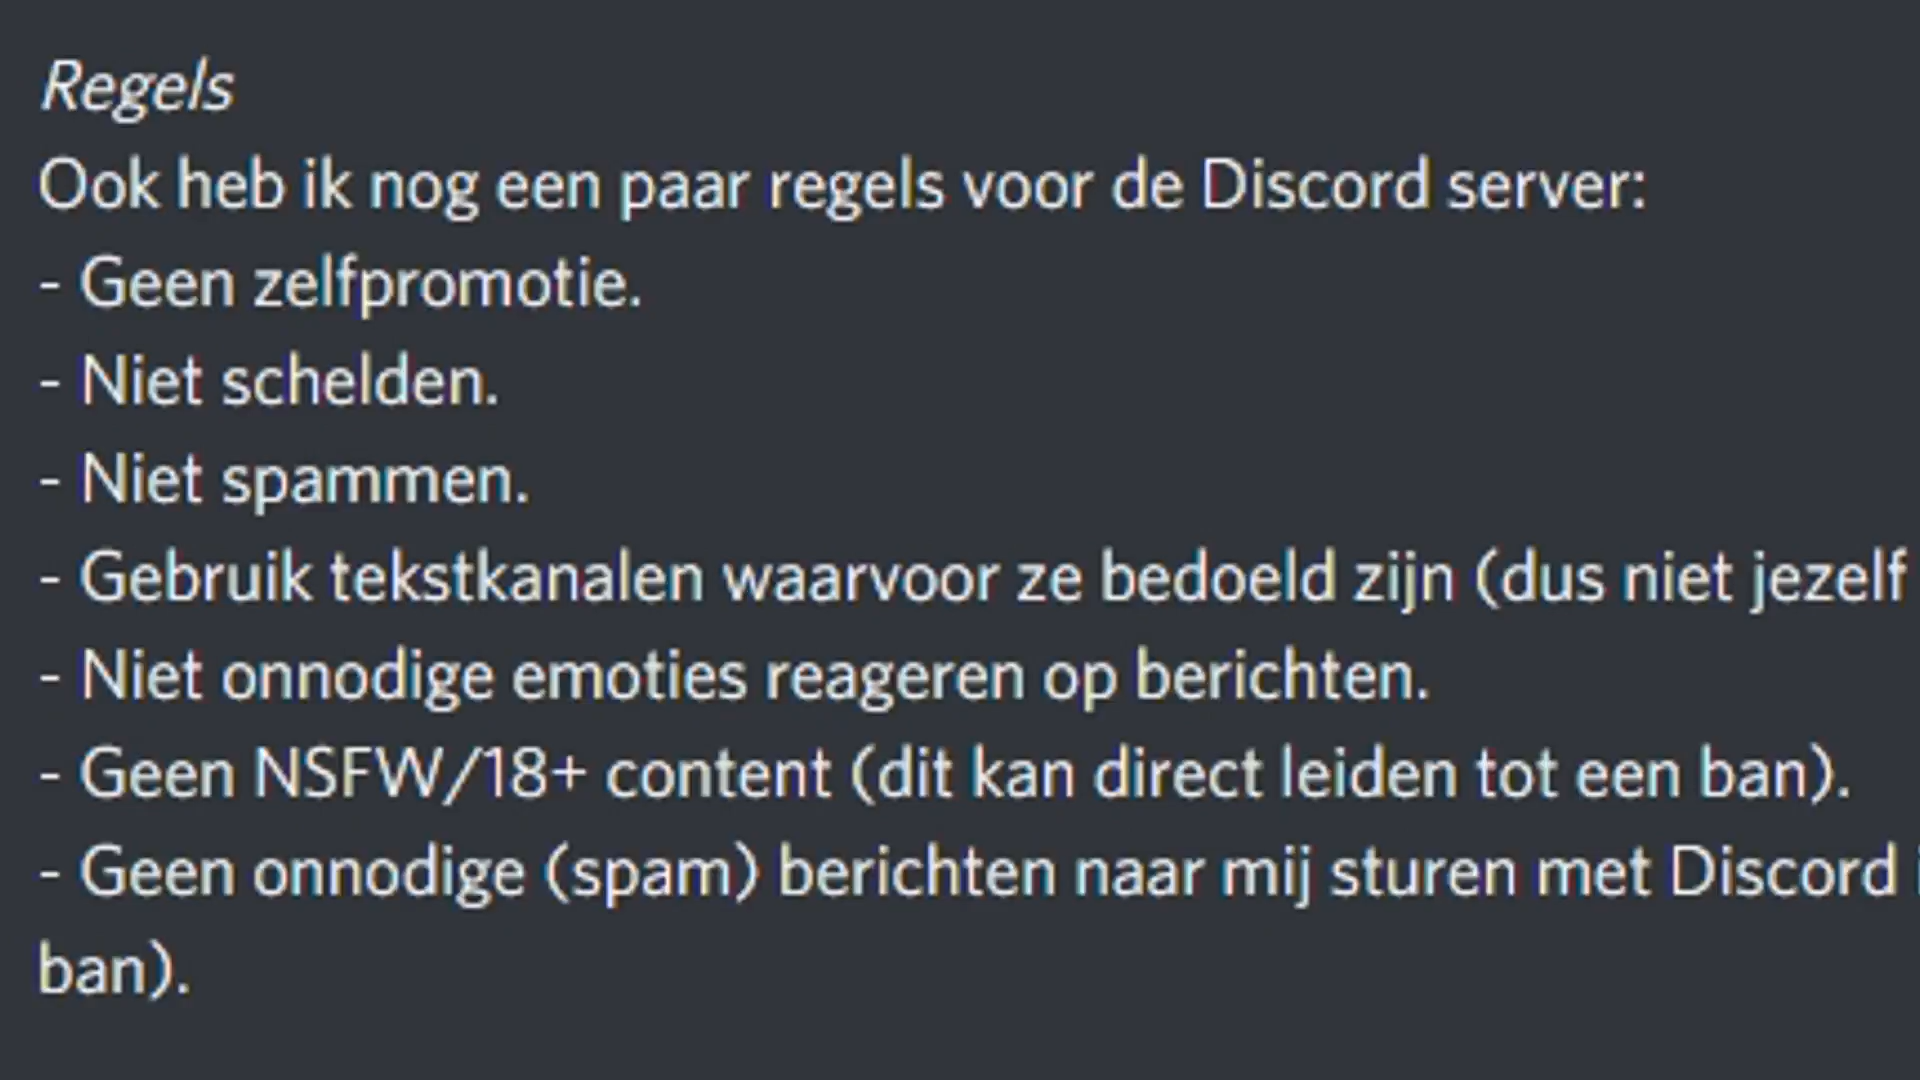 Regels
Ook heb ik nog een paar regels voor de Discord server:
- Geen zelfpromotie.
- Niet schelden.
- Niet spammen.
- Gebruik tekstkanalen waarvoor ze bedoeld zijn (dus niet jezelf
- Niet onnodige emoties reageren op berichten.
- Geen NSFW/18+ content (dit kan direct leiden tot een ban).
- Geen onnodige (spam) berichten naar mij sturen met Discord
ban).